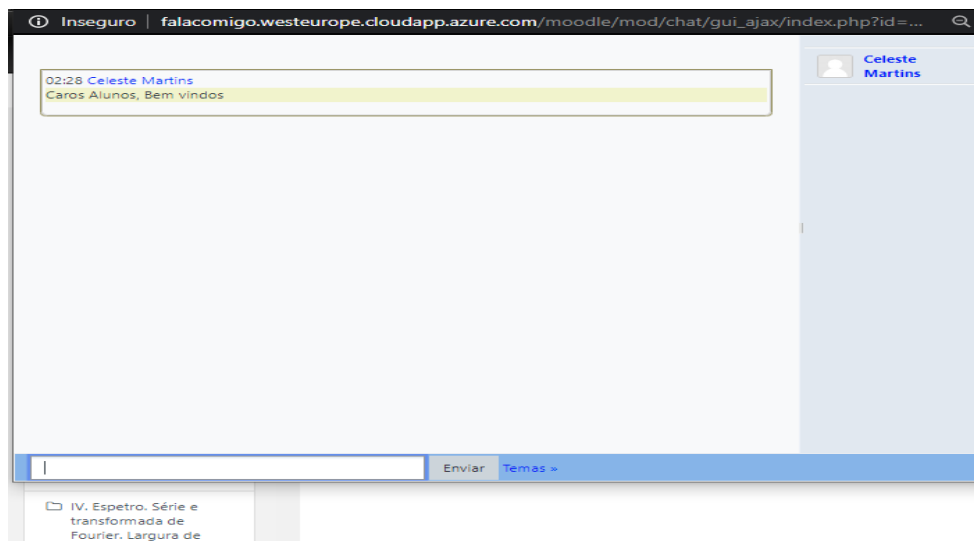 Inseguro | falacomigo.westeurope.cloudapp.azure.com/moodle/mod/chat/gui_ajax/index.php?id=...
02:28 Celeste Martins
Caros Alunos, Bem vindos
Celeste
Martins
Enviar Temas »
IV. Espetro. Série e
transformada de
Fourier. Largura de